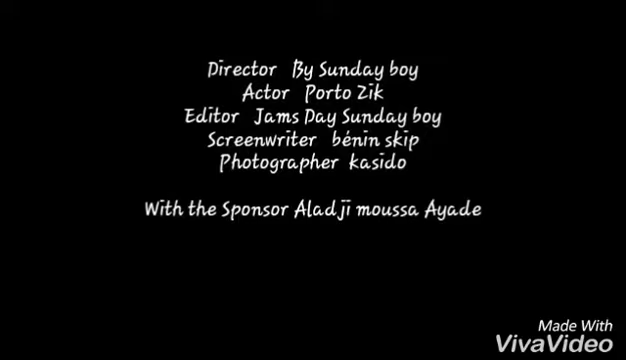 Director By Sunday boy
Actor Porto Zik
Editor Jams Day Sunday boy
Screenwriter bénin skip
Photographer kasido
With the Sponsor Aladji moussa Ayade
Made With
VivaVideo